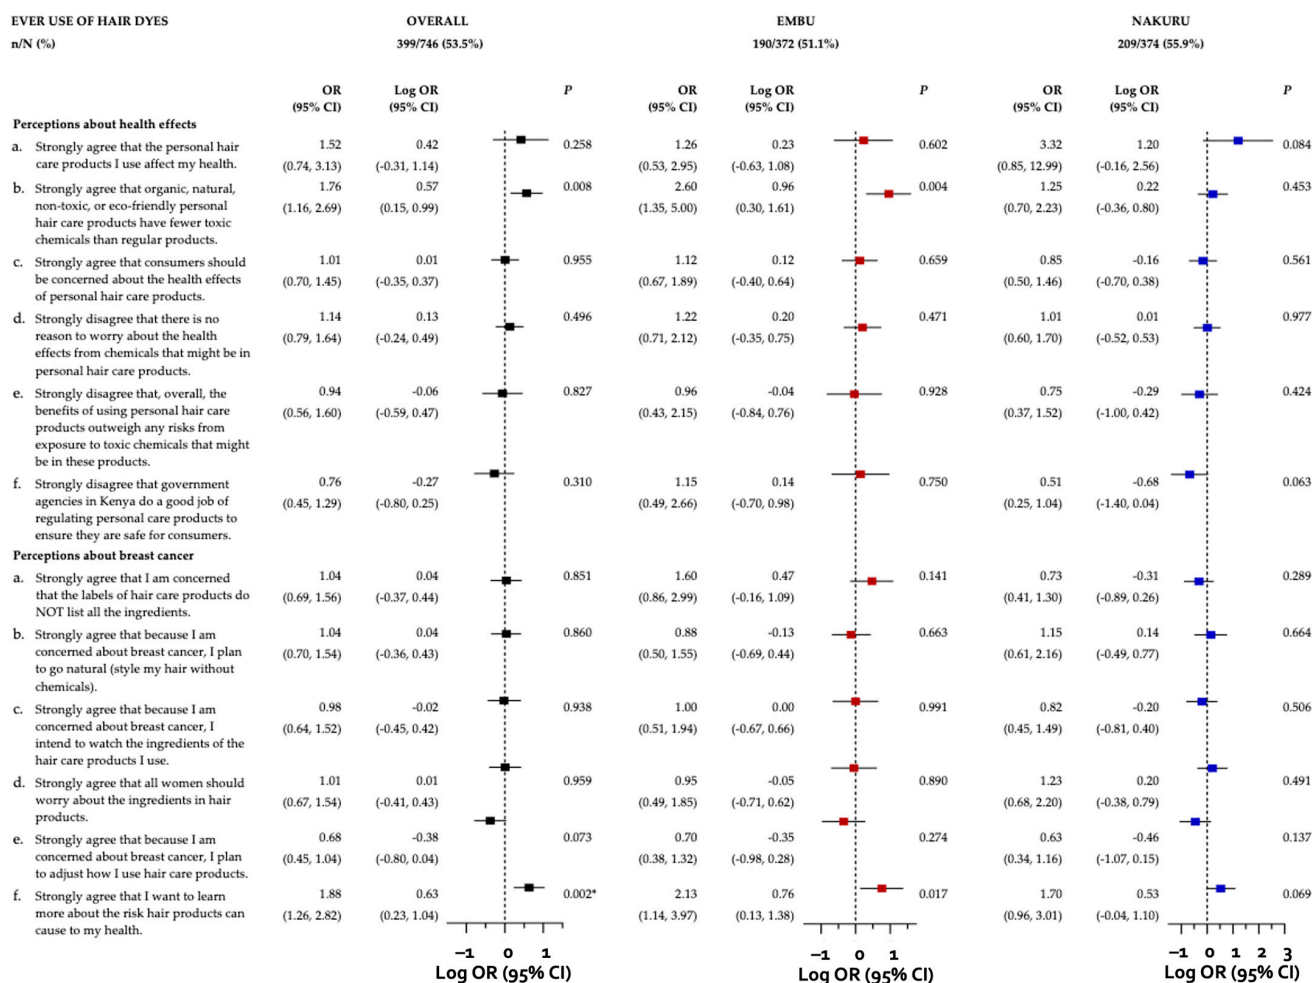 EVER USE OF HAIR DYES OVERALL EMBU NAKURU
n/N (%) 399/746 (53.5%) 190/372 (51.1%) 209/374 (55.9%)
OR Log OR P OR Log OR P OR Log OR P
(95% CI) (95% CI) (95% CI) (95% CI) (95% CI) (95% CI)
Perceptions about health effects
a. Strongly agree that the personal hair 1.52 0.42 0.258 1.26 0.23 0.602 3.32 1.20 0.084
care products I use affect my health. (0.74, 3.13) (-0.31, 1.14) (0.53, 2.95) (-0.63, 1.08) (0.85, 12.99) (-0.16, 2.56)
b. Strongly agree that organic, natural, 1.76 0.57 0.008 2.60 0.96 0.004 1.25 0.22 0.453
non-toxic, or eco-friendly personal (1.16, 2.69) (0.15, 0.99) (1.35, 5.00) (0.30, 1.61) (0.70, 2.23) (-0.36, 0.80)
hair care products have fewer toxic
chemicals than regular products.
c. Strongly agree that consumers should 1.01 0.01 0.955 1.12 0.12 0.659 0.85 -0.16 0.561
be concerned about the health effects (0.70, 1.45) (-0.35, 0.37) (0.67, 1.89) (-0.40, 0.64) (0.50, 1.46) (-0.70, 0.38)
of personal hair care products.
d. Strongly disagree that there is no 1.14 0.13 0.496 1.22 0.20 0.471 1.01 0.01 0.977
reason to worry about the health (0.79, 1.64) (-0.24, 0.49) (0.71, 2.12) (-0.35, 0.75) (0.60, 1.70) (-0.52, 0.53)
effects from chemicals that might be in
personal hair care products.
e. Strongly disagree that, overall, the 0.94 -0.06 0.827 0.96 -0.04 0.928 0.75 -0.29 0.424
benefits of using personal hair care (0.56, 1.60) (-0.59, 0.47) (0.43, 2.15) (-0.84, 0.76) (0.37, 1.52) (-1.00, 0.42)
products outweigh any risks from
exposure to toxic chemicals that might
be in these products.
f. Strongly disagree that government 0.76 -0.27 0.310 1.15 0.14 0.750 0.51 -0.68 0.063
agencies in Kenya do a good job of (0.45, 1.29) (-0.80, 0.25) (0.49, 2.66) (-0.70, 0.98) (0.25, 1.04) (-1.40, 0.04)
regulating personal care products to
ensure they are safe for consumers.
Perceptions about breast cancer
a. Strongly agree that I am concerned 1.04 0.04 0.851 1.60 0.47 0.141 0.73 -0.31 0.289
that the labels of hair care products do (0.69, 1.56) (-0.37, 0.44) (0.86, 2.99) (-0.16, 1.09) (0.41, 1.30) (-0.89, 0.26)
NOT list all the ingredients.
b. Strongly agree that because I am 1.04 0.04 0.860 0.88 -0.13 0.663 1.15 0.14 0.664
concerned about breast cancer, I plan (0.70, 1.54) (-0.36, 0.43) (0.50, 1.55) (-0.69, 0.44) (0.61, 2.16) (-0.49, 0.77)
to go natural (style my hair without
chemicals).
c. Strongly agree that because I am 0.98 -0.02 0.938 1.00 0.00 0.991 0.82 -0.20 0.506
concerned about breast cancer, I (0.64, 1.52) (-0.45, 0.42) (0.51, 1.94) (-0.67, 0.66) (0.45, 1.49) (-0.81, 0.40)
intend to watch the ingredients of the
hair care products I use.
d. Strongly agree that all women should 1.01 0.01 0.959 0.95 -0.05 0.890 1.23 0.20 0.491
worry about the ingredients in hair (0.67, 1.54) (-0.41, 0.43) (0.49, 1.85) (-0.71, 0.62) (0.68, 2.20) (-0.38, 0.79)
products.
e. Strongly agree that because I am 0.68 -0.38 0.073 0.70 -0.35 0.274 0.63 -0.46 0.137
concerned about breast cancer, I plan (0.45, 1.04) (-0.80, 0.04) (0.38, 1.32) (-0.98, 0.28) (0.34, 1.16) (-1.07, 0.15)
to adjust how I use hair care products.
f. Strongly agree that I want to learn 1.88 0.63 0.002* 2.13 0.76 0.017 1.70 0.53 0.069
more about the risk hair products can (1.26, 2.82) (0.23, 1.04) (1.14, 3.97) (0.13, 1.38) (0.96, 3.01) (-0.04, 1.10)
cause to my health.
−1 0 1 −1 0 1 −1 0 1 2 3
Log OR (95% CI) Log OR (95% CI) Log OR (95% CI)